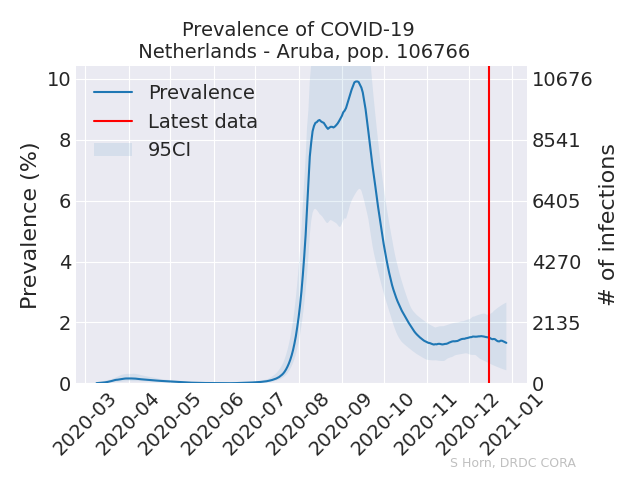 Prevalence of COVID-19
Netherlands - Aruba, pop. 106766
Prevalence (%)
10
8
6
4
2
0
Prevalence
Latest data
95CI
10676
8541
6405
4270
2135
0
# of infections
2020-03
2020-04
2020-05
2020-06
2020-07
2020-08
2020-09
2020-10
2020-11
2020-12
2021-01
S Horn, DRDC CORA